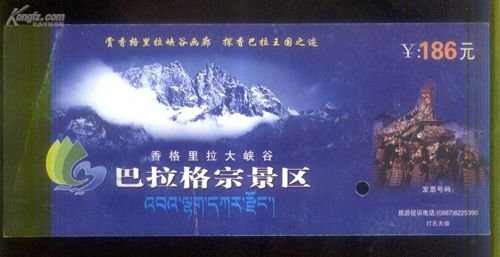 Kongfz.com
赏香格里拉峡谷画廊 探香巴拉王国之迹
¥:186元
香格里拉大峡谷
巴拉格宗景区
发票号码:
旅游投诉电话:(0887)8225390
打孔无效